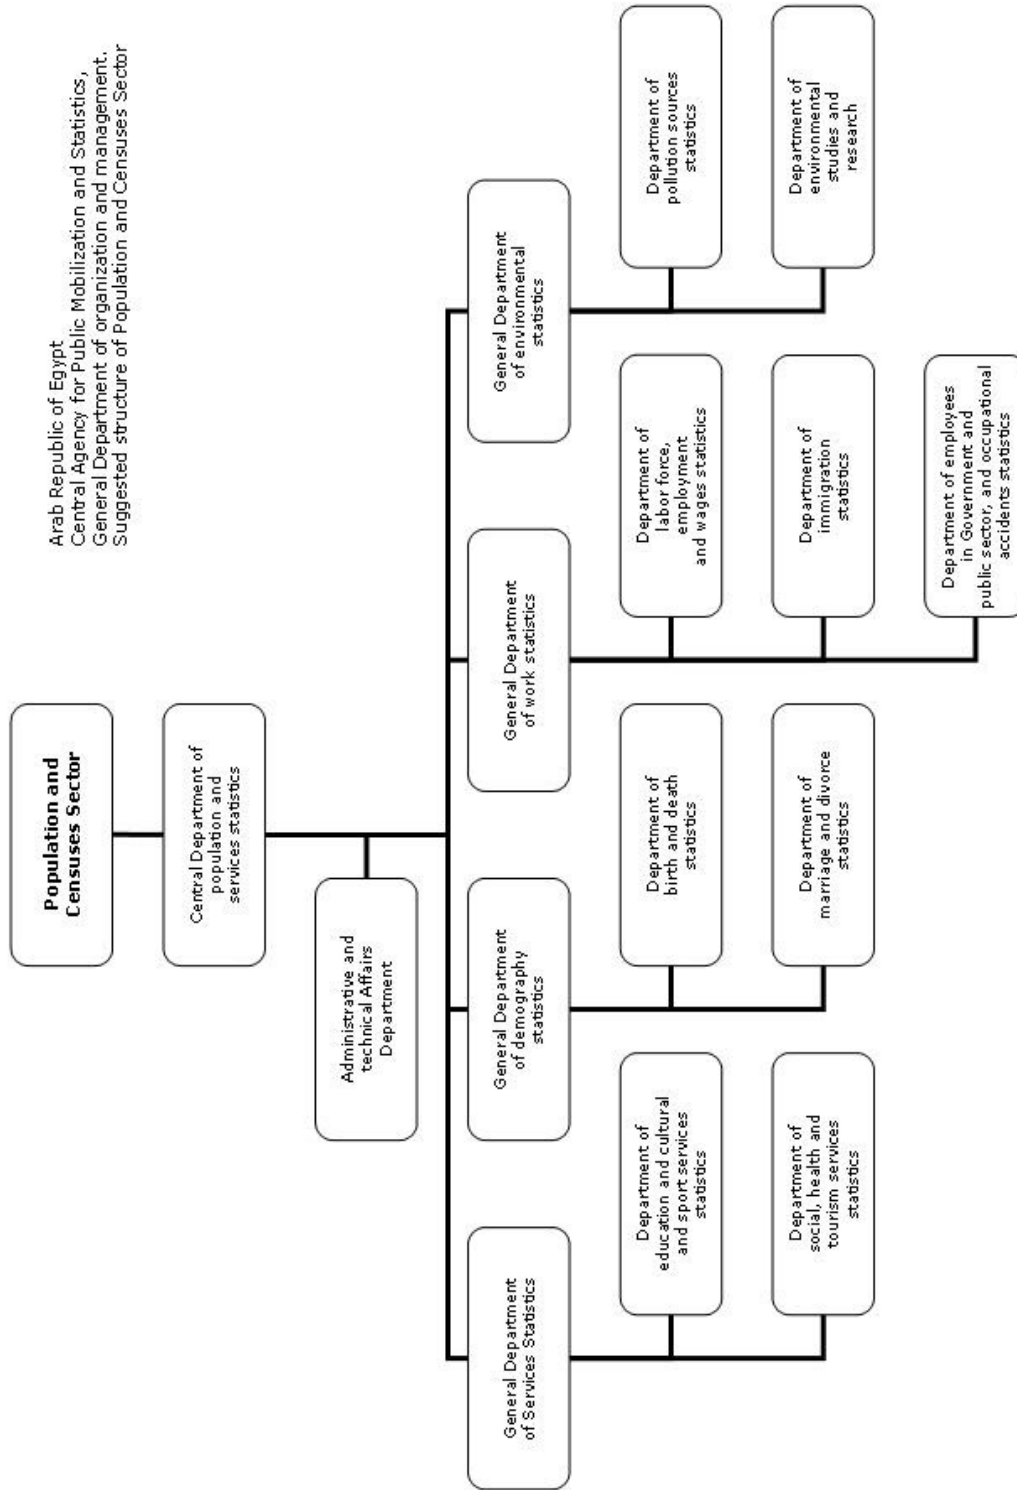 Arab Republic of Egypt
Central Agency for Public Mobilization and Statistics,
General Department of organization and management.
Suggested structure of Population and Censuses Sector
Population and
Censuses Sector
Central Department of
population and
services statistics
Administrative and
technical Affairs
Department
General Department
of Services Statistics
General Department
of demography
statistics
General Department
of work statistics
General Department
of environmental
statistics
Department of
education and cultural
and sport services
statistics
Department of
birth and death
statistics
Department of
labor force,
employment
and wages statistics
Department of
pollution sources
statistics
Department of
social, health and
tourism services
statistics
Department of
marriage and divorce
statistics
Department of
immigration
statistics
Department of
environmental
studies and
research
Department of employees
in Government and
public sector, and occupational
accidents statistics